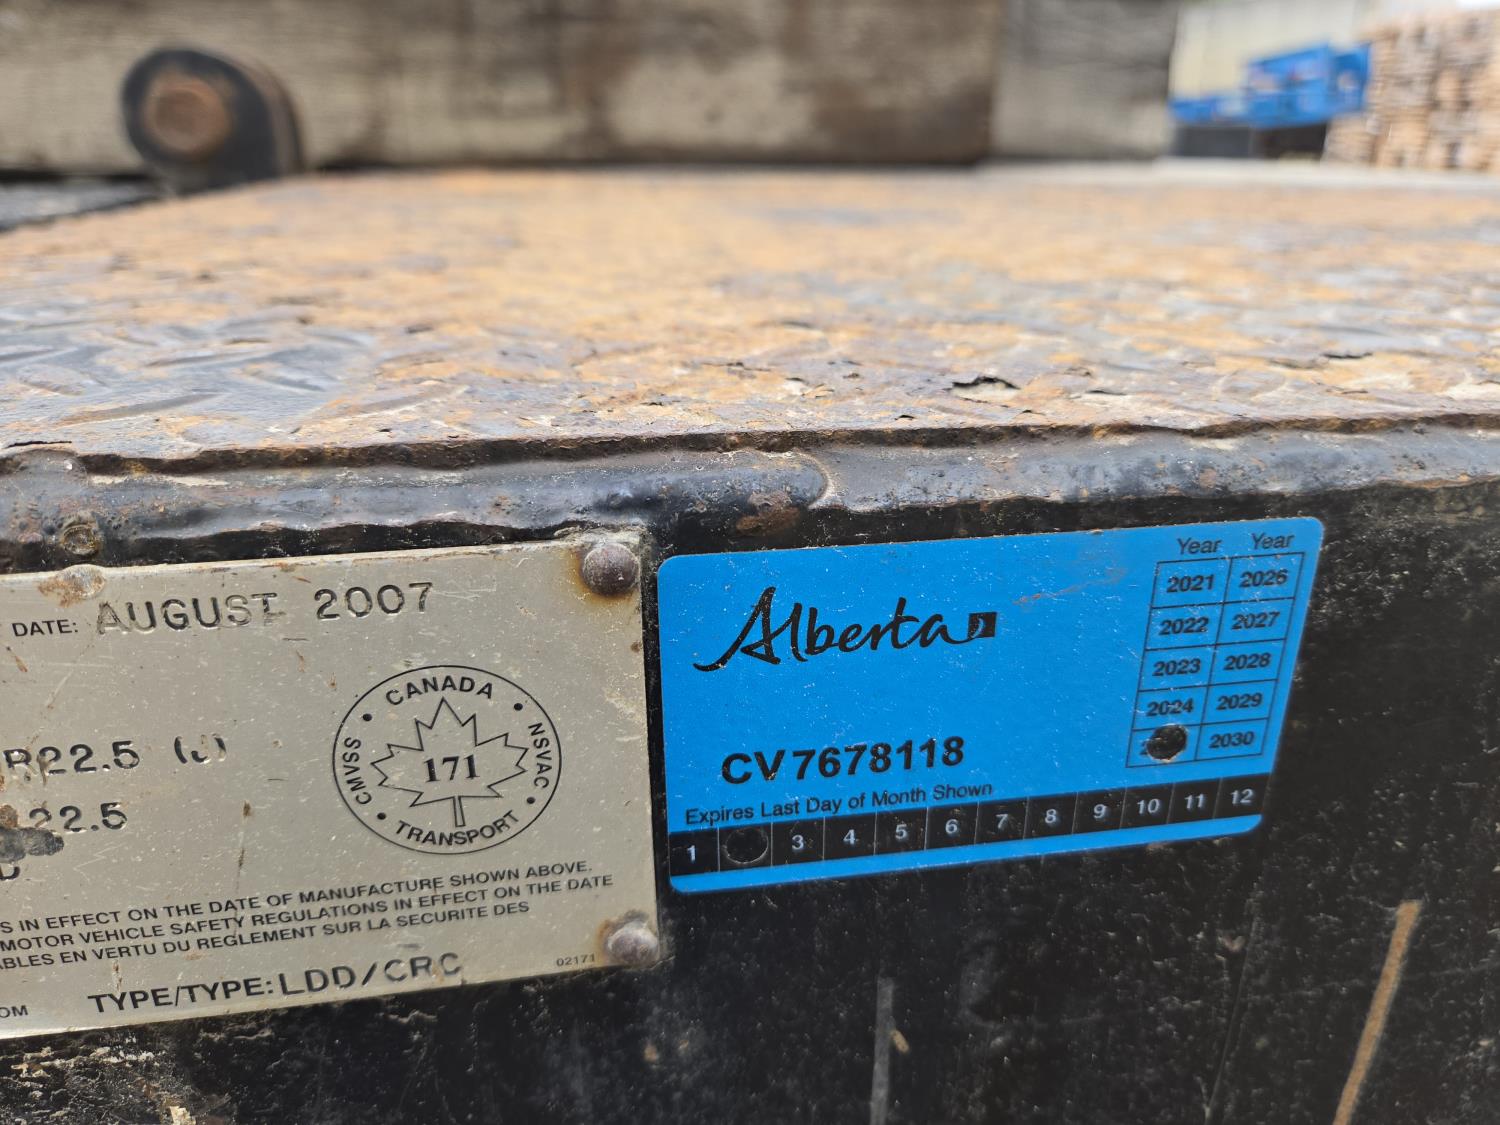 DATE: AUGUST 2007
R22.5 (J)
22.5
D
CANADA
NSVAC • TRANSPORT • CMVSS
171
S IN EFFECT ON THE DATE OF MANUFACTURE SHOWN ABOVE.
MOTOR VEHICLE SAFETY REGULATIONS IN EFFECT ON THE DATE
ABLES EN VERTU DU REGLEMENT SUR LA SECURITE DES
02171
OM TYPE/TYPE: LDD/CRC
Alberta
Year Year
2021 2026
2022 2027
2023 2028
2024 2029
2030
CV7678118
Expires Last Day of Month Shown
1 3 4 5 6 7 8 9 10 11 12